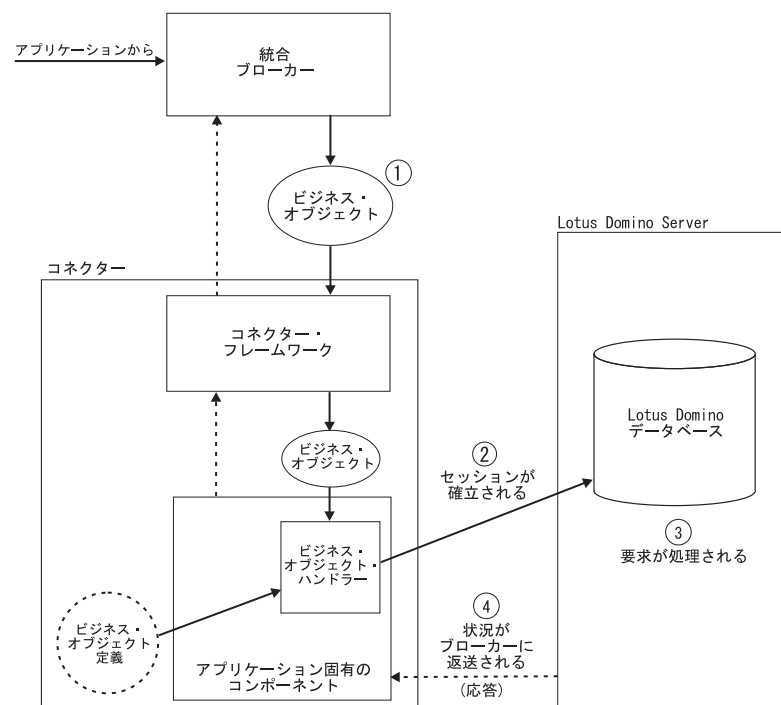 アプリケーションから
統合
ブローカー
①
ビジネス・
オブジェクト
Lotus Domino Server
コネクター
コネクター・
フレームワーク
Lotus Domino
データベース
ビジネス・
オブジェクト
②
セッションが
確立される
③
要求が処理される
ビジネス・
オブジェクト・
ハンドラー
ビジネス・
オブジェクト
定義
④
状況が
ブローカーに
返送される
(応答)
アプリケーション固有の
コンポーネント